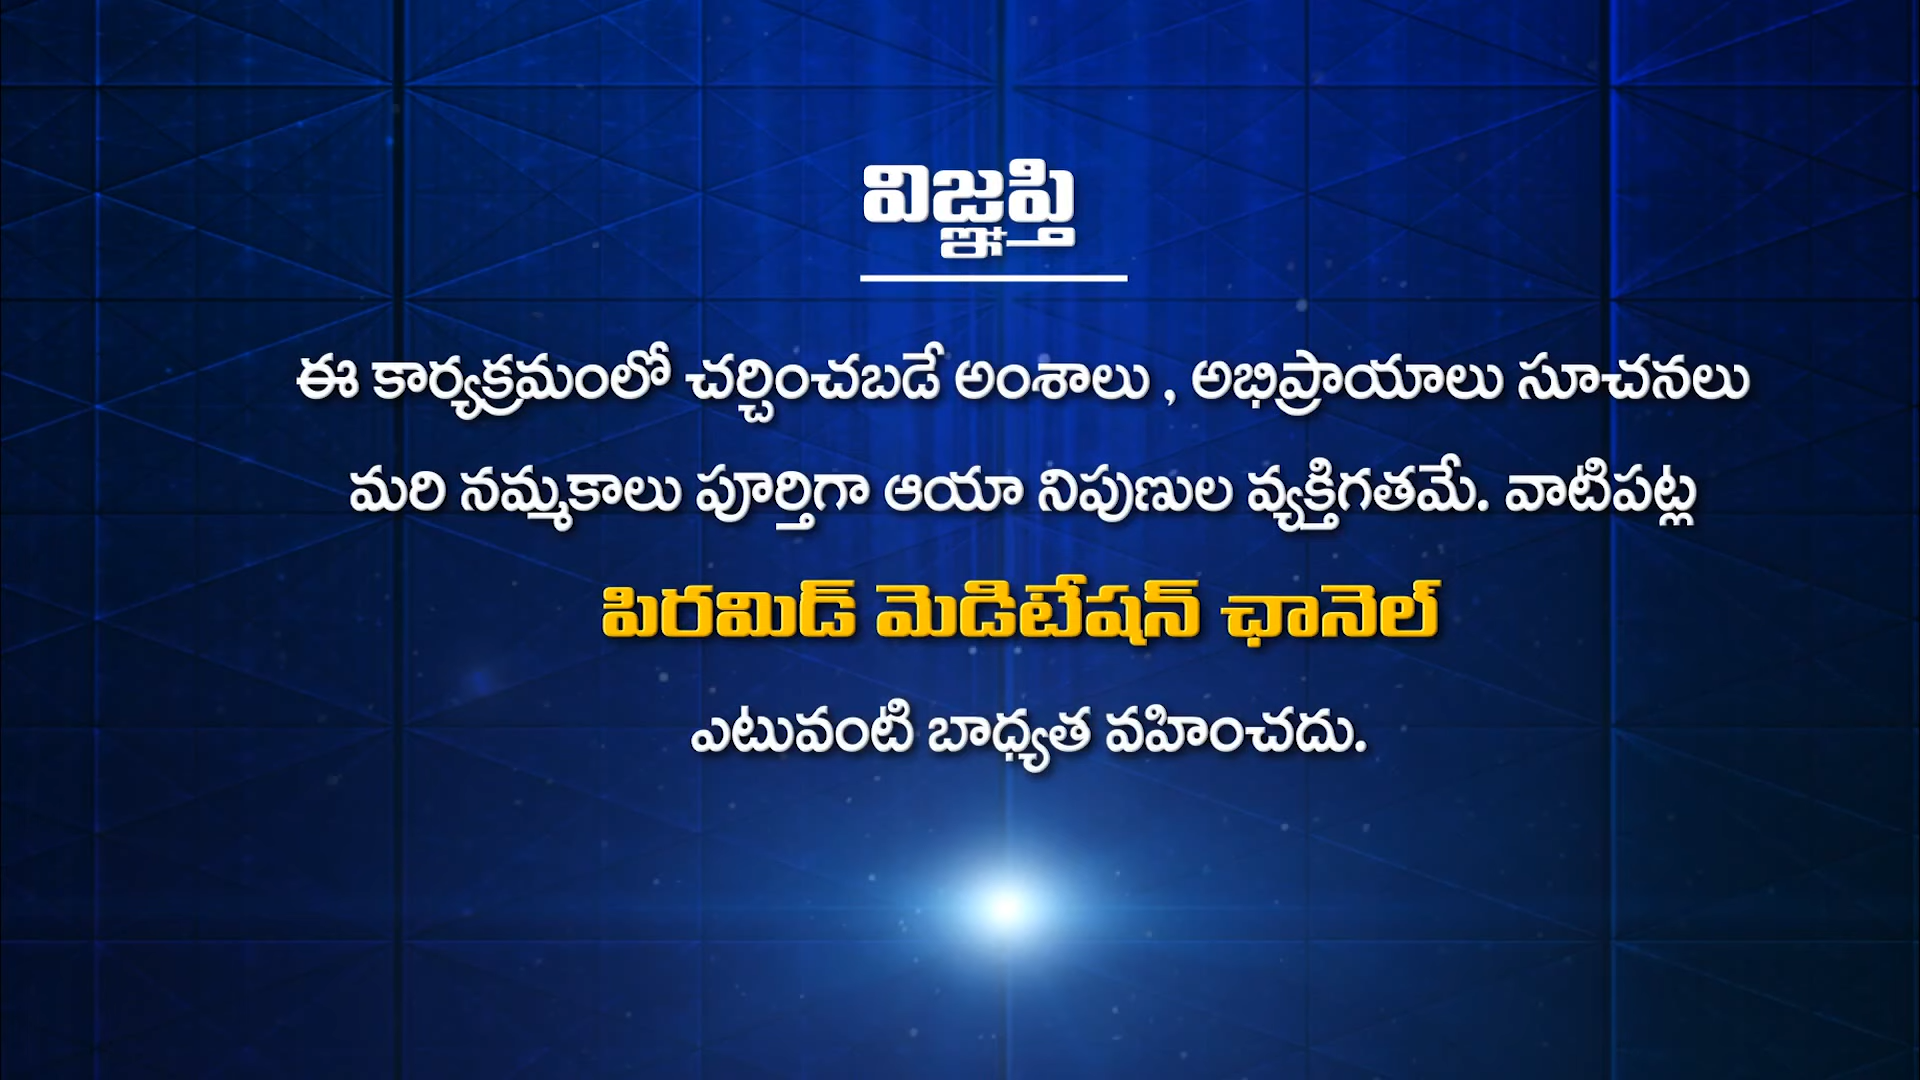 విజ్ఞప్తి
ఈ కార్యక్రమంలో చర్చించబడే అంశాలు , అభిప్రాయాలు సూచనలు
మరి నమ్మకాలు పూర్తిగా ఆయా నిపుణుల వ్యక్తిగతమే. వాటిపట్ల
పిరమిడ్ మెడిటేషన్ ఛానెల్
ఎటువంటి బాధ్యత వహించదు.